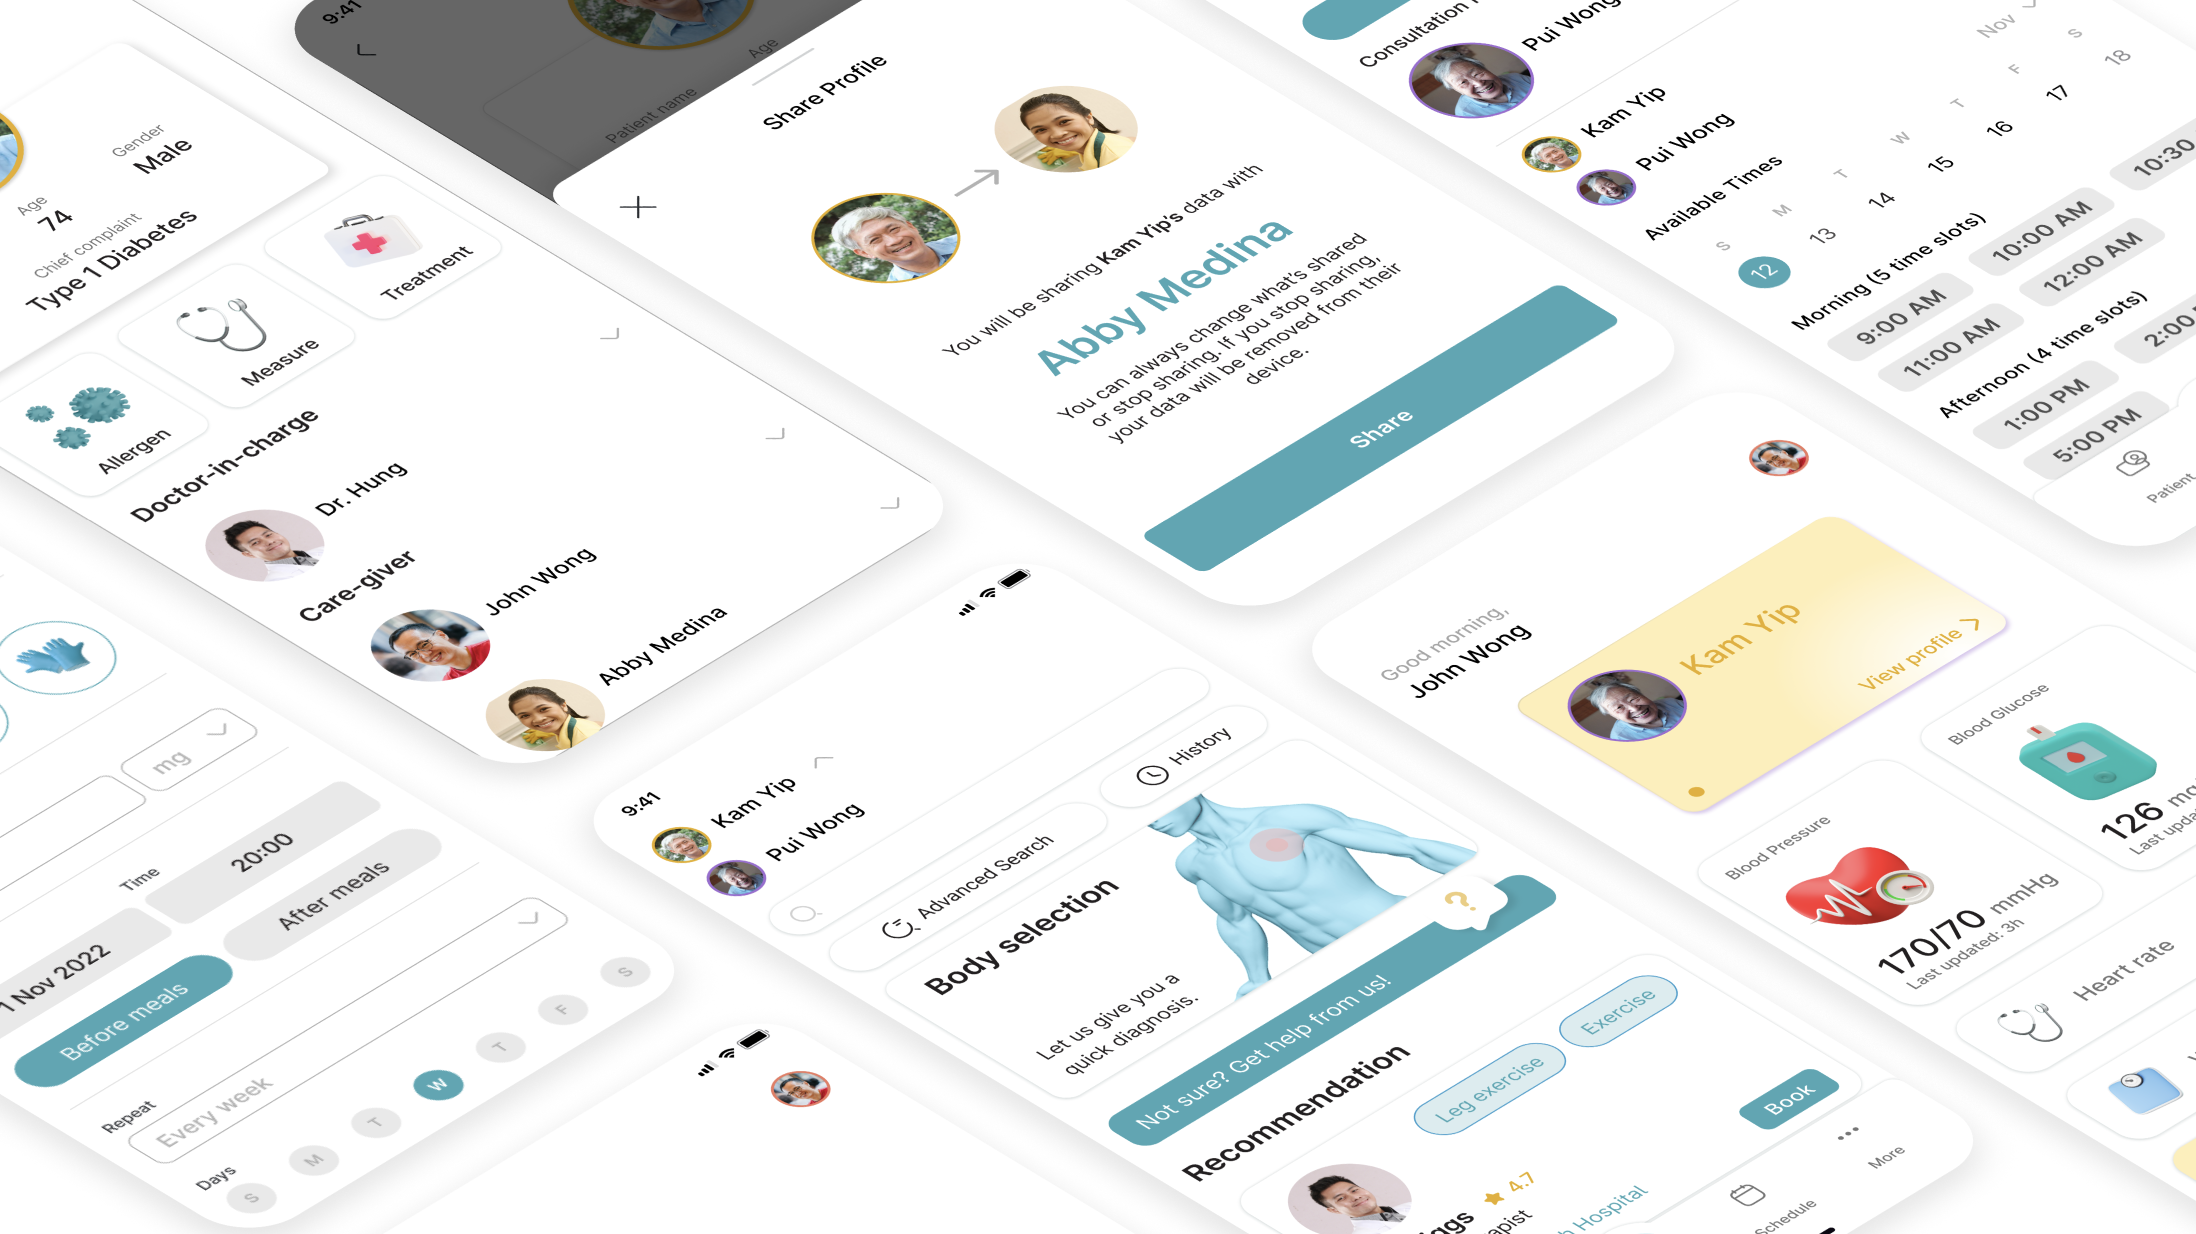 Gender
Male
Age
74
Chief complaint
Type 1 Diabetes
Allergen
Measure
Treatment
Doctor-in-charge
Dr. Hung
Care-giver
John Wong
Abby Medina
9:41
Patient name
Age
Share Profile
You will be sharing Kam Yip's data with
Abby Medina
You can always change what's shared
or stop sharing. If you stop sharing,
your data will be removed from their
device.
Share
Consultation
Pui Wong
Kam Yip
Pui Wong
Available Times
Nov
S M T W T F S
12 13 14 15 16 17 18
Morning (5 time slots)
9:00 AM
10:00 AM
10:30
11:00 AM
12:00 AM
Afternoon (4 time slots)
1:00 PM
2:00
5:00 PM
Patient
mg
Time
1 Nov 2022
20:00
Before meals
After meals
Repeat
Every week
Days
S M T W T F S
9:41
Kam Yip
Pui Wong
Advanced Search
History
Body selection
Let us give you a
quick diagnosis.
Not sure? Get help from us!
?
Recommendation
Leg exercise
Exercise
4.7
Hospital
Book
Schedule
More
Good morning,
John Wong
Kam Yip
View profile
Blood Pressure
170/70 mmHg
Last updated: 3h
Blood Glucose
126
Last
Heart rate